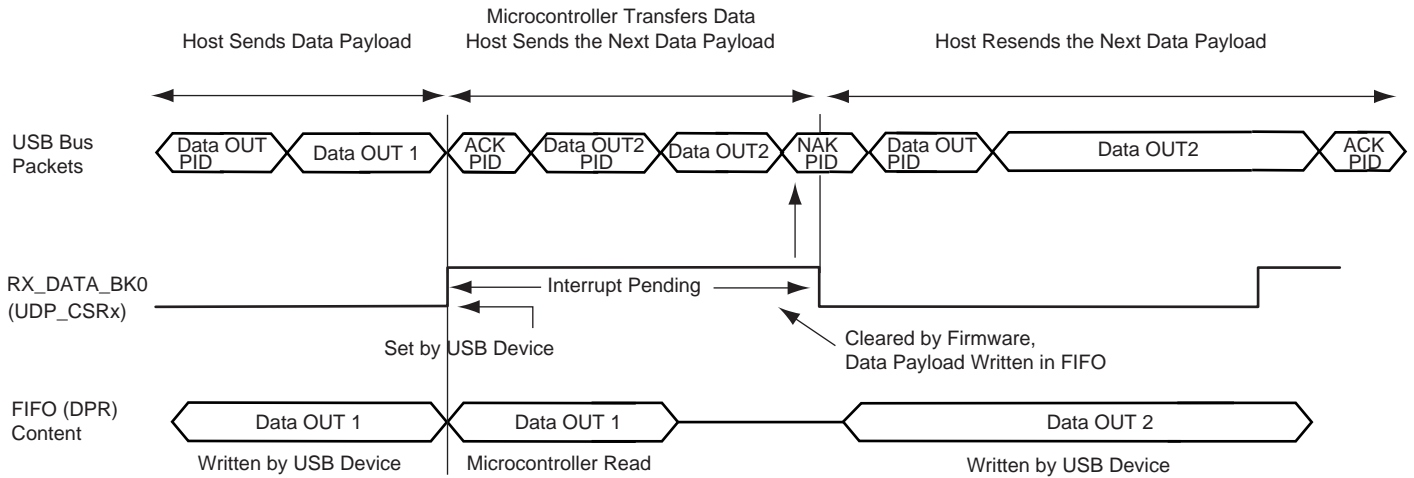 Host Sends Data Payload
Microcontroller Transfers Data
Host Sends the Next Data Payload
Host Resends the Next Data Payload
USB Bus
Packets
Data OUT
PID
Data OUT 1
ACK
PID
Data OUT2
PID
Data OUT2
NAK
PID
Data OUT
PID
Data OUT2
ACK
PID
RX_DATA_BK0
(UDP_CSRx)
Interrupt Pending
Set by USB Device
Cleared by Firmware,
Data Payload Written in FIFO
FIFO (DPR)
Content
Data OUT 1
Data OUT 1
Data OUT 2
Written by USB Device
Microcontroller Read
Written by USB Device